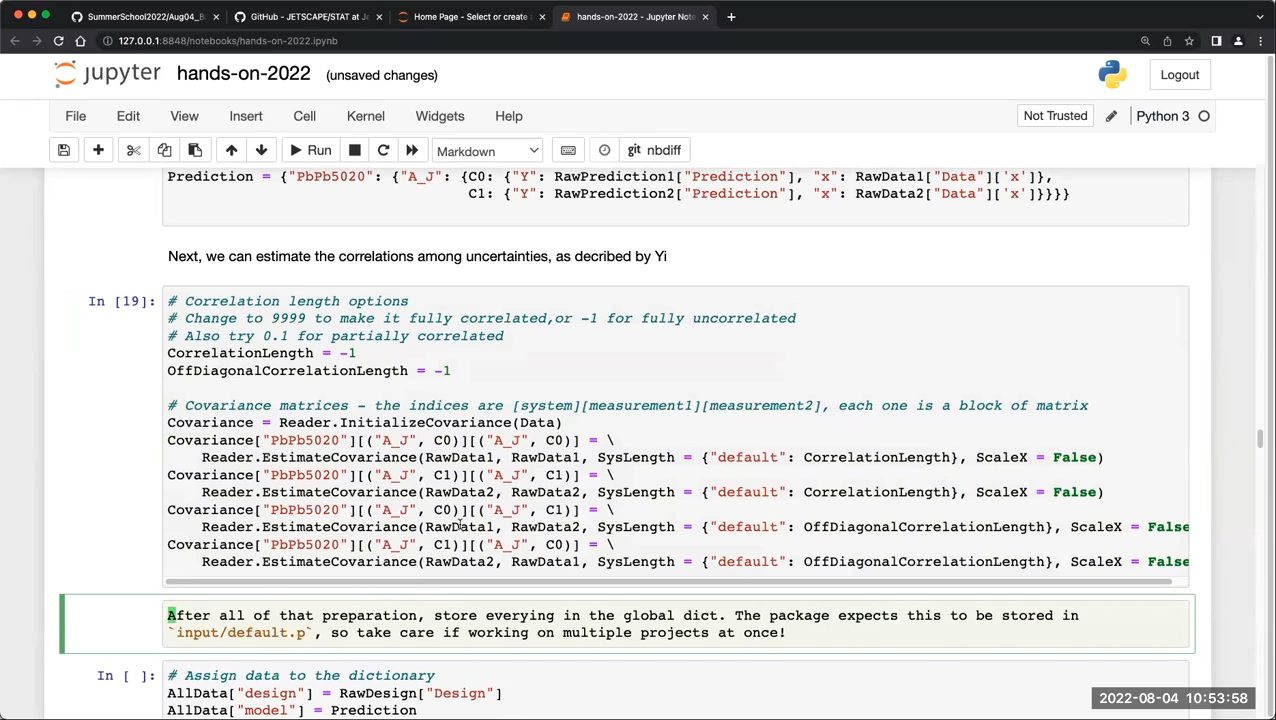 SummerSchool2022/Aug04_Ba
GitHub - JETSCAPE/STAT at Je
Home Page - Select or create a
hands-on-2022 - Jupyter Note
127.0.0.1:8848/notebooks/hands-on-2022.ipynb
jupyter hands-on-2022 (unsaved changes) Logout
File Edit View Insert Cell Kernel Widgets Help Not Trusted Python 3
Run Markdown git nbdiff
Prediction = {"PbPb5020": {"A_J": {C0: {"Y": RawPrediction1["Prediction"], "x": RawData1["Data"]['x']},
C1: {"Y": RawPrediction2["Prediction"], "x": RawData2["Data"]['x']}}}}
Next, we can estimate the correlations among uncertainties, as decribed by Yi
In [19]: # Correlation length options
# Change to 9999 to make it fully correlated,or -1 for fully uncorrelated
# Also try 0.1 for partially correlated
CorrelationLength = -1
OffDiagonalCorrelationLength = -1
# Covariance matrices - the indices are [system][measurement1][measurement2], each one is a block of matrix
Covariance = Reader.InitializeCovariance(Data)
Covariance["PbPb5020"][("A_J", C0)][("A_J", C0)] = \
Reader.EstimateCovariance(RawData1, RawData1, SysLength = {"default": CorrelationLength}, ScaleX = False)
Covariance["PbPb5020"][("A_J", C1)][("A_J", C1)] = \
Reader.EstimateCovariance(RawData2, RawData2, SysLength = {"default": CorrelationLength}, ScaleX = False)
Covariance["PbPb5020"][("A_J", C0)][("A_J", C1)] = \
Reader.EstimateCovariance(RawData1, RawData2, SysLength = {"default": OffDiagonalCorrelationLength}, ScaleX = False
Covariance["PbPb5020"][("A_J", C1)][("A_J", C0)] = \
Reader.EstimateCovariance(RawData2, RawData1, SysLength = {"default": OffDiagonalCorrelationLength}, ScaleX = False
After all of that preparation, store everying in the global dict. The package expects this to be stored in
`input/default.p`, so take care if working on multiple projects at once!
In [ ]: # Assign data to the dictionary
AllData["design"] = RawDesign["Design"]
AllData["model"] = Prediction
2022-08-04 10:53:58